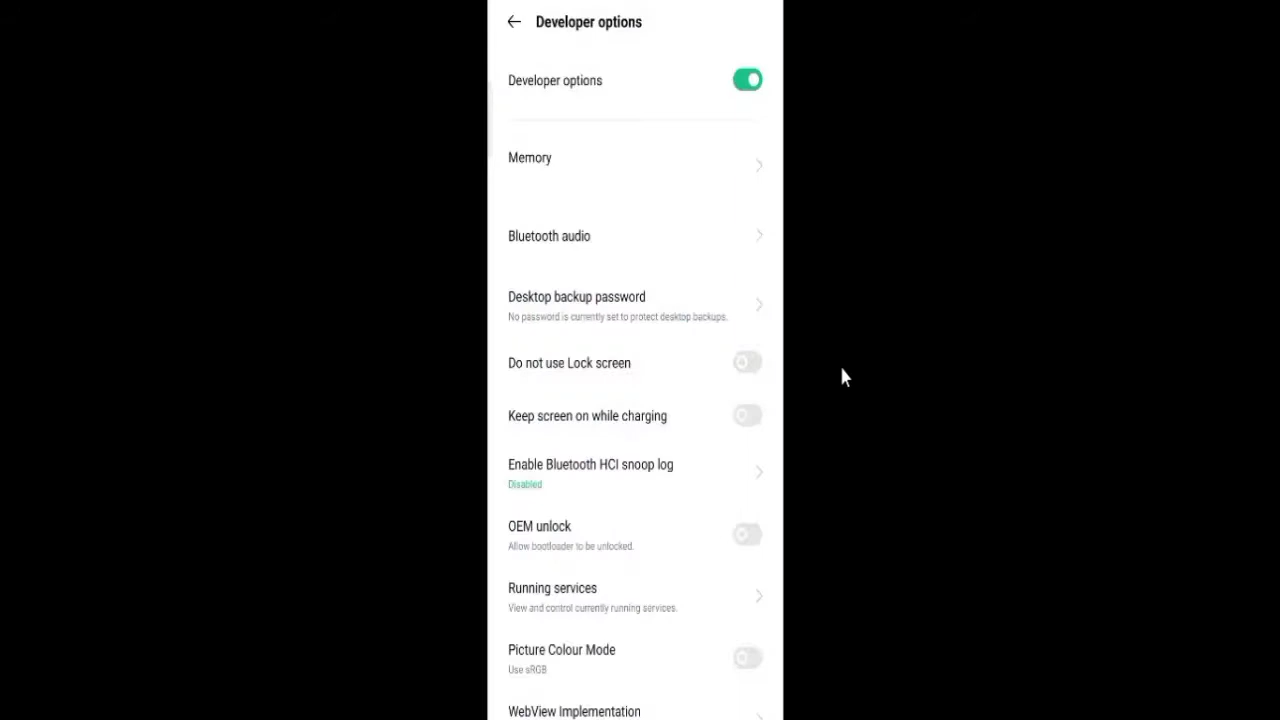 Developer options
Developer options
Memory
Bluetooth audio
Desktop backup password
No password is currently set to protect desktop backups.
Do not use Lock screen
Keep screen on while charging
Enable Bluetooth HCI snoop log
Disabled
OEM unlock
Allow bootloader to be unlocked.
Running services
View and control currently running services.
Picture Colour Mode
Use sRGB
WebView Implementation